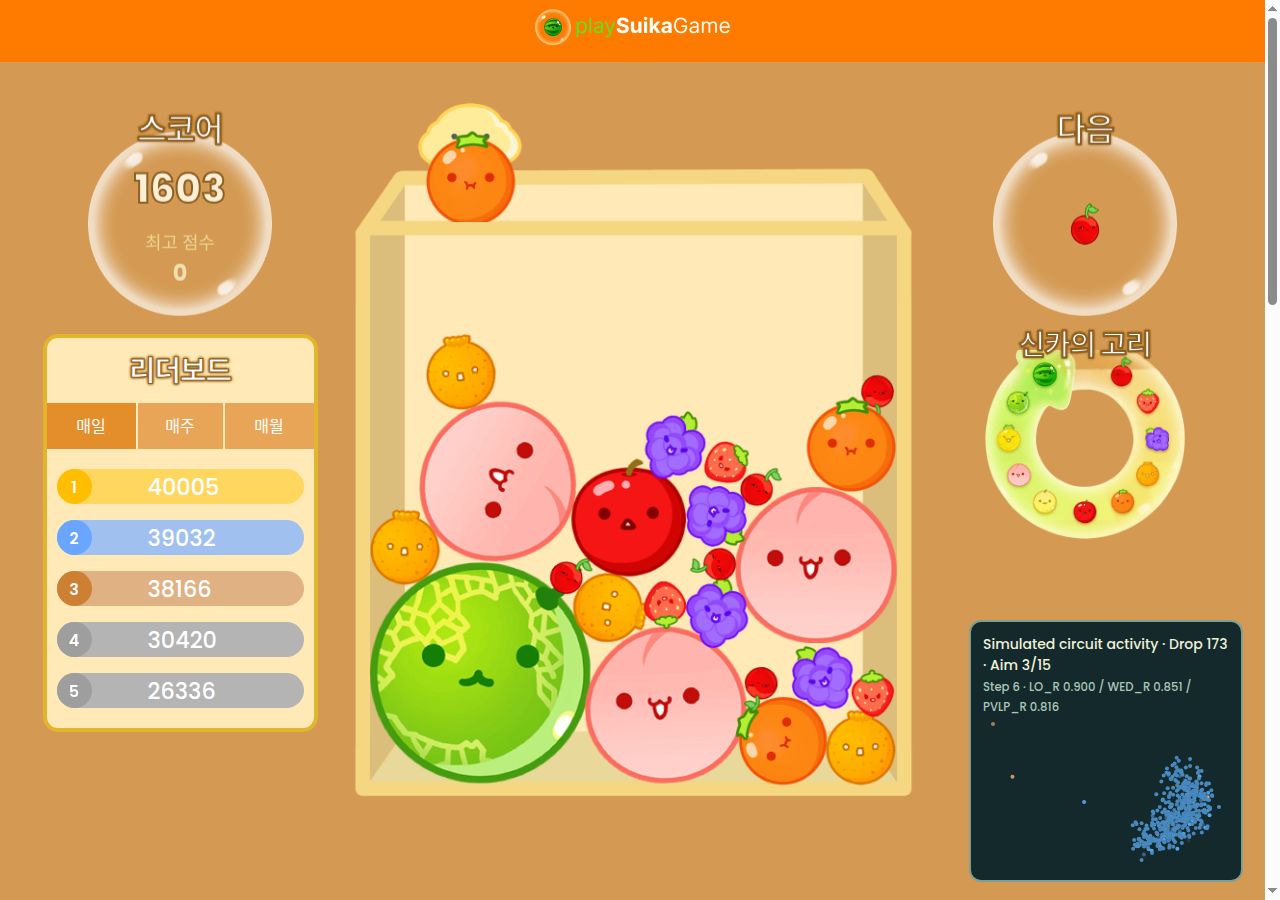 playSuikaGame
스코어
1603
최고 점수
0
리더보드
매일
매주
매월
1 40005
2 39032
3 38166
4 30420
5 26336
다음
신카의 고리
Simulated circuit activity · Drop 173
· Aim 3/15
Step 6 · LO_R 0.900 / WED_R 0.851 /
PVLP_R 0.816